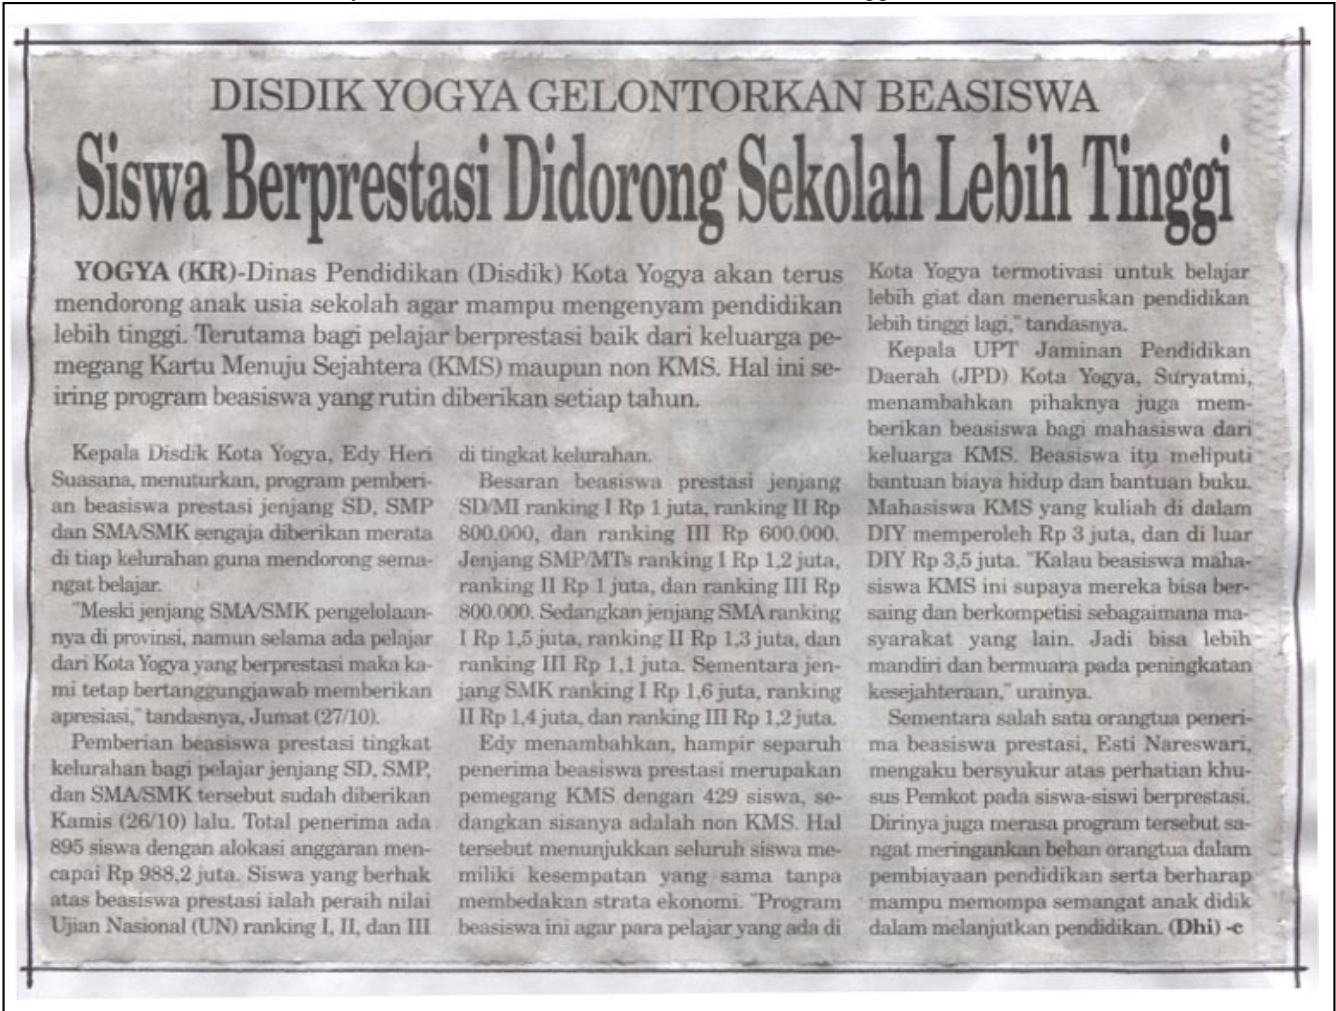 DISDIK YOGYA GELONTORKAN BEASISWA
Siswa Berprestasi Didorong Sekolah Lebih Tinggi
YOGYA (KR)-Dinas Pendidikan (Disdik) Kota Yogya akan terus
mendorong anak usia sekolah agar mampu mengenyam pendidikan
lebih tinggi. Terutama bagi pelajar berprestasi baik dari keluarga pe-
megang Kartu Menuju Sejahtera (KMS) maupun non KMS. Hal ini se-
iring program beasiswa yang rutin diberikan setiap tahun.
Kepala Disdik Kota Yogya, Edy Heri
Suasana, menuturkan, program pemberi-
an beasiswa prestasi jenjang SD, SMP
dan SMA/SMK sengaja diberikan merata
di tiap kelurahan guna mendorong sema-
ngat belajar.
"Meski jenjang SMA/SMK pengelolaan-
nya di provinsi, namun selama ada pelajar
dari Kota Yogya yang berprestasi maka ka-
mi tetap bertanggungjawab memberikan
apresiasi," tandasnya, Jumat (27/10).
Pemberian beasiswa prestasi tingkat
kelurahan bagi pelajar jenjang SD, SMP,
dan SMA/SMK tersebut sudah diberikan
Kamis (26/10) lalu. Total penerima ada
895 siswa dengan alokasi anggaran men-
capai Rp 988,2 juta. Siswa yang berhak
atas beasiswa prestasi ialah peraih nilai
Ujian Nasional (UN) ranking I, II, dan III
di tingkat kelurahan.
Besaran beasiswa prestasi jenjang
SD/MI ranking I Rp 1 juta, ranking II Rp
800.000, dan ranking III Rp 600.000.
Jenjang SMP/MTs ranking I Rp 1,2 juta,
ranking II Rp 1 juta, dan ranking III Rp
800.000. Sedangkan jenjang SMA ranking
I Rp 1,5 juta, ranking II Rp 1,3 juta, dan
ranking III Rp 1,1 juta. Sementara jen-
jang SMK ranking I Rp 1,6 juta, ranking
II Rp 1,4 juta, dan ranking III Rp 1,2 juta.
Edy menambahkan, hampir separuh
penerima beasiswa prestasi merupakan
pemegang KMS dengan 429 siswa, se-
dangkan sisanya adalah non KMS. Hal
tersebut menunjukkan seluruh siswa me-
miliki kesempatan yang sama tanpa
membedakan strata ekonomi. "Program
beasiswa ini agar para pelajar yang ada di
Kota Yogya termotivasi untuk belajar
lebih giat dan meneruskan pendidikan
lebih tinggi lagi," tandasnya.
Kepala UPT Jaminan Pendidikan
Daerah (JPD) Kota Yogya, Suryatmi,
menambahkan pihaknya juga mem-
berikan beasiswa bagi mahasiswa dari
keluarga KMS. Beasiswa itu meliputi
bantuan biaya hidup dan bantuan buku.
Mahasiswa KMS yang kuliah di dalam
DIY memperoleh Rp 3 juta, dan di luar
DIY Rp 3,5 juta. "Kalau beasiswa maha-
siswa KMS ini supaya mereka bisa ber-
saing dan berkompetisi sebagaimana ma-
syarakat yang lain. Jadi bisa lebih
mandiri dan bermuara pada peningkatan
kesejahteraan," urainya.
Sementara salah satu orangtua peneri-
ma beasiswa prestasi, Esti Nareswari,
mengaku bersyukur atas perhatian khu-
sus Pemkot pada siswa-siswi berprestasi.
Dirinya juga merasa program tersebut sa-
ngat meringankan beban orangtua dalam
pembiayaan pendidikan serta berharap
mampu memompa semangat anak didik
dalam melanjutkan pendidikan. (Dhi) -c